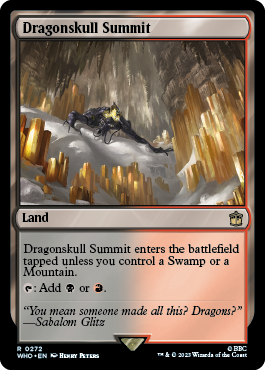 Dragonskull Summit
Land
Dragonskull Summit enters the battlefield
tapped unless you control a Swamp or a
Mountain.
: Add or .
“You mean someone made all this? Dragons?”
—Sabalom Glitz
R 0272
WHO • EN HENRY PETERS
© BBC
™ & © 2023 Wizards of the Coast